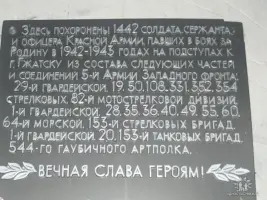 Здесь похоронены 1442 солдата, сержанта
и офицера Красной Армии, павших в боях за
Родину в 1942-1943 годах на подступах к
г. Гжатску из состава следующих частей
и соединений 5-й Армии Западного фронта:
29-й гвардейской, 19.50.108.331.352.354
стрелковых, 82-й мотострелковой дивизий.
1-й гвардейской. 28.35.36.40.49.55.60.
64-й морской. 153-й стрелковых бригад.
1-й гвардейской. 20.153-й танковых бригад.
544-го гаубичного артполка.
ВЕЧНАЯ СЛАВА ГЕРОЯМ!